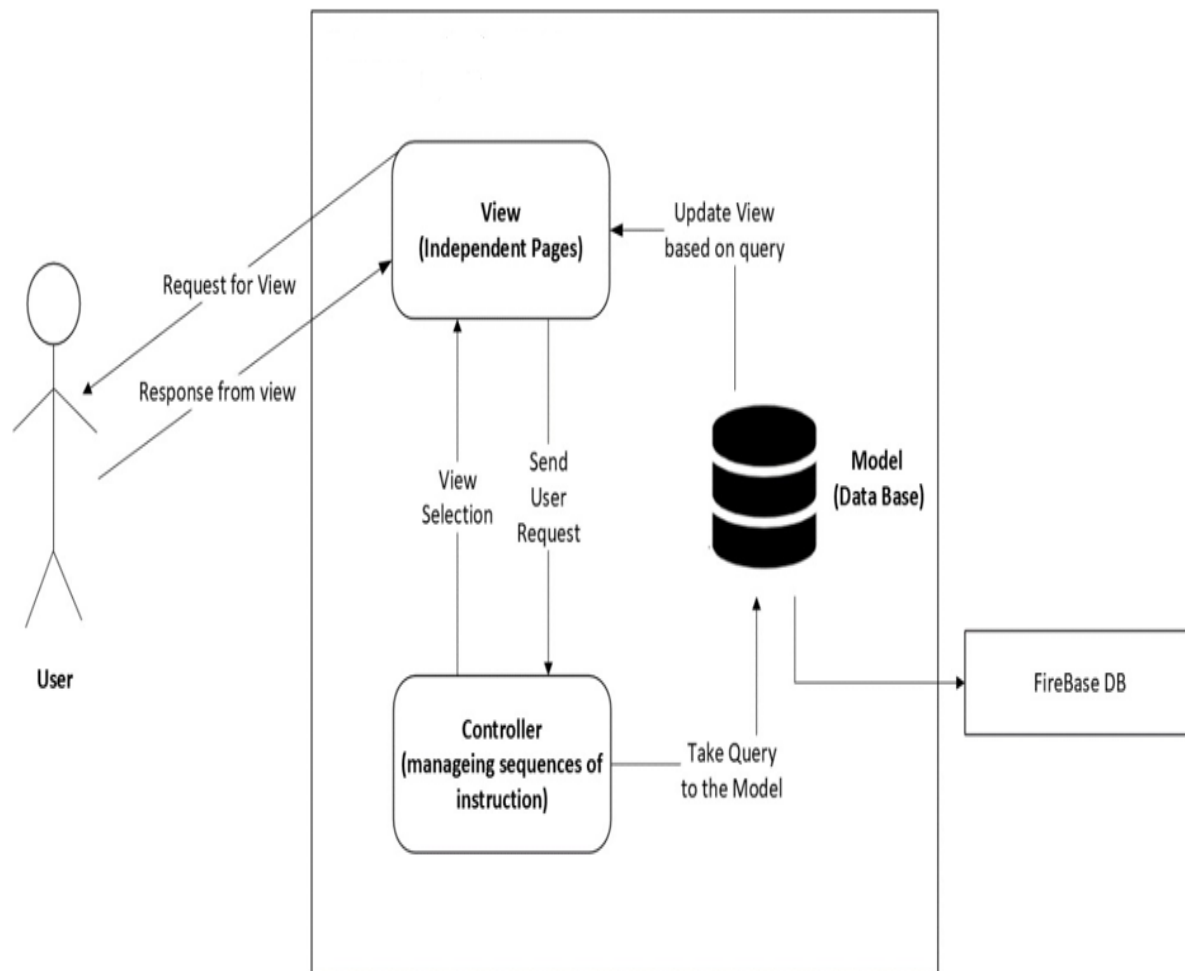 View
(Independent Pages)
Update View
based on query
Request for View
Response from view
View
Selection
Send
User
Request
Model
(Data Base)
User
FireBase DB
Controller
(manageing sequences of
instruction)
Take Query
to the Model